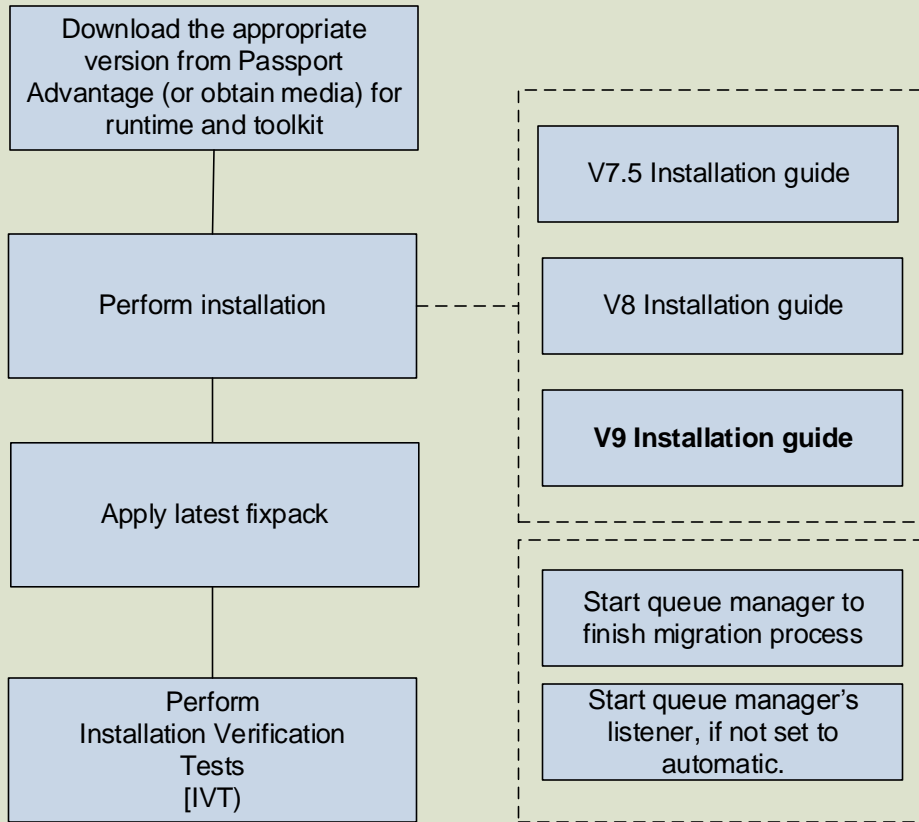 Download the appropriate
version from Passport
Advantage (or obtain media) for
runtime and toolkit
Perform installation
Apply latest fixpack
Perform
Installation Verification
Tests
[IVT)
V7.5 Installation guide
V8 Installation guide
V9 Installation guide
Start queue manager to
finish migration process
Start queue manager’s
listener, if not set to
automatic.